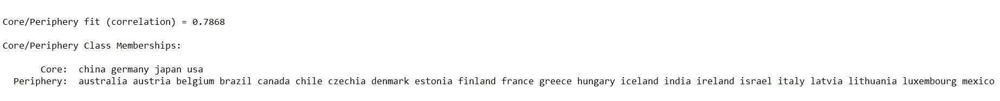 Core/Periphery fit (correlation) = 0.7868
Core/Periphery Class Memberships:
Core: china germany japan usa
Periphery: australia austria belgium brazil canada chile czechia denmark estonia finland france greece hungary iceland india ireland israel italy latvia lithuania luxembourg mexico